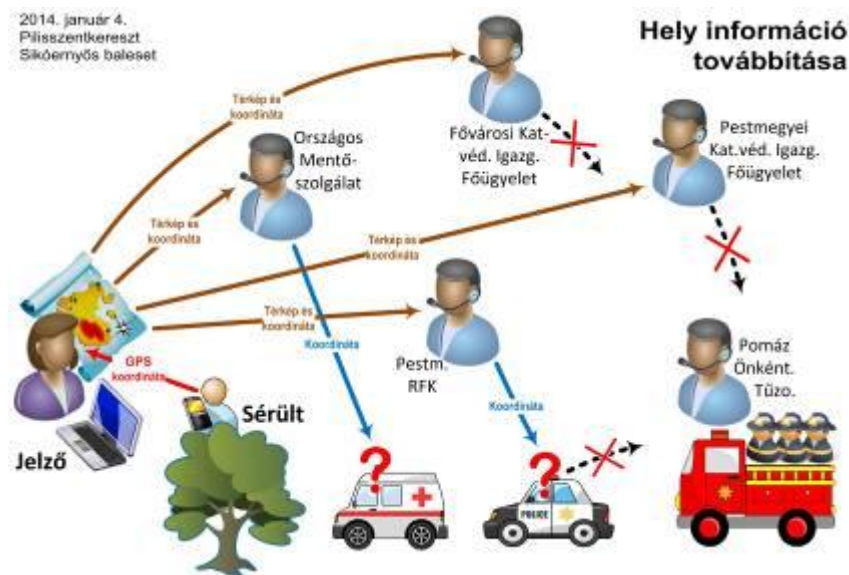 2014. január 4.
Pilisszentkereszt
Sikóernyős baleset
Hely információ
továbbítása
Térkép és
koordináta
Fővárosi Kat-
véd. Igazg.
Főügyelet
Pestmegyei
Kat.véd. Igazg.
Főügyelet
Országos
Mentő-
szolgálat
Térkép és
koordináta
Térkép és
koordináta
Térkép és
koordináta
Koordináta
Pestm.
RFK
Koordináta
Pomáz
Önként.
Tűzo.
GPS
koordináta
Sérült
Jelző
?
?
POLICE